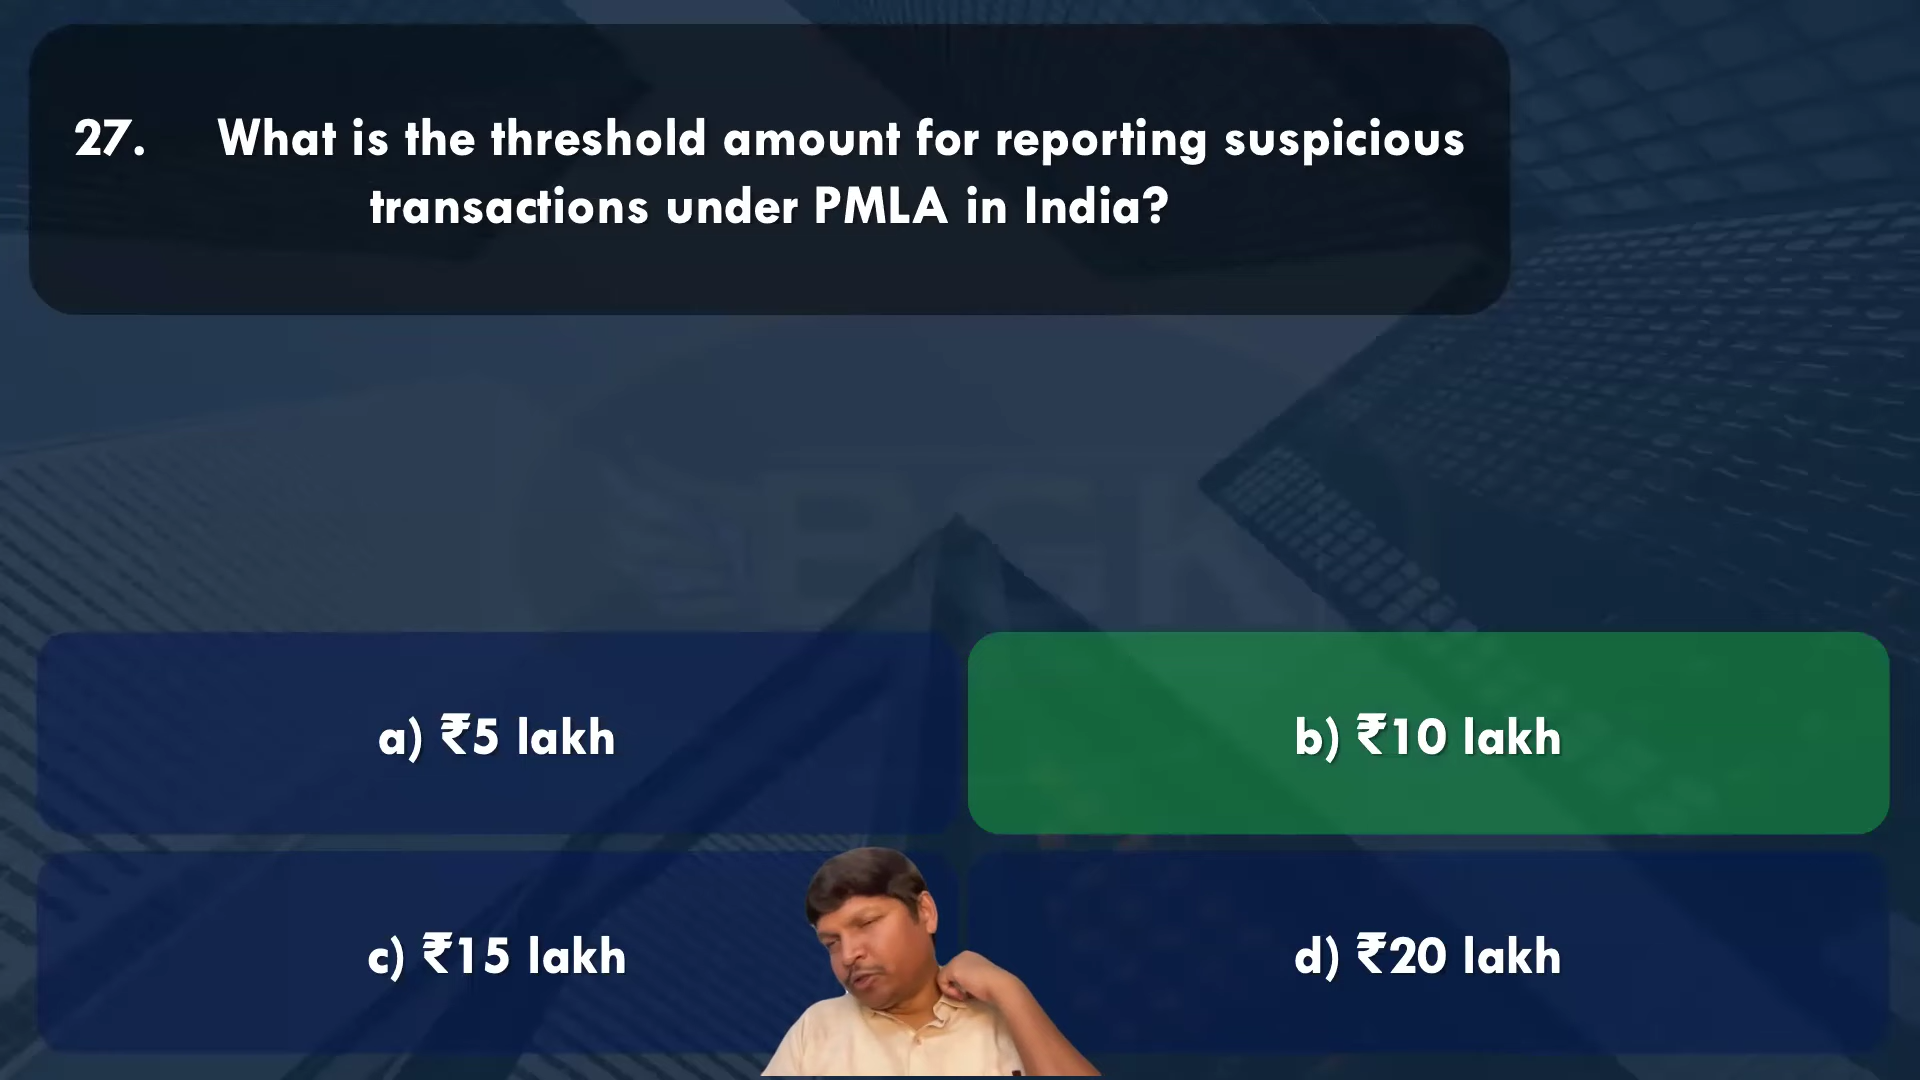 27. What is the threshold amount for reporting suspicious
transactions under PMLA in India?
BGK
a) ₹5 lakh
b) ₹10 lakh
c) ₹15 lakh
d) ₹20 lakh